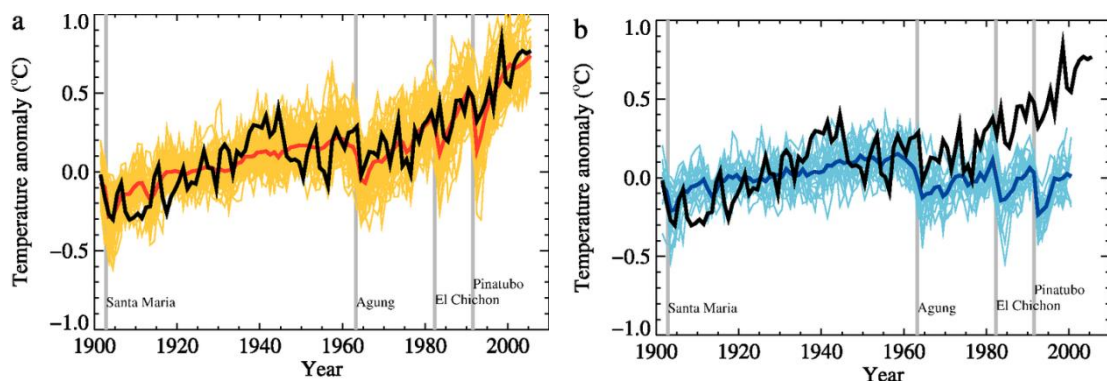 a
Temperature anomaly (°C)
1.0
0.5
0.0
−0.5
−1.0
Santa Maria
Agung
El Chichon
Pinatubo
1900 1920 1940 1960 1980 2000
Year
b
Temperature anomaly (°C)
1.0
0.5
0.0
−0.5
−1.0
Santa Maria
Agung
El Chichon
Pinatubo
1900 1920 1940 1960 1980 2000
Year